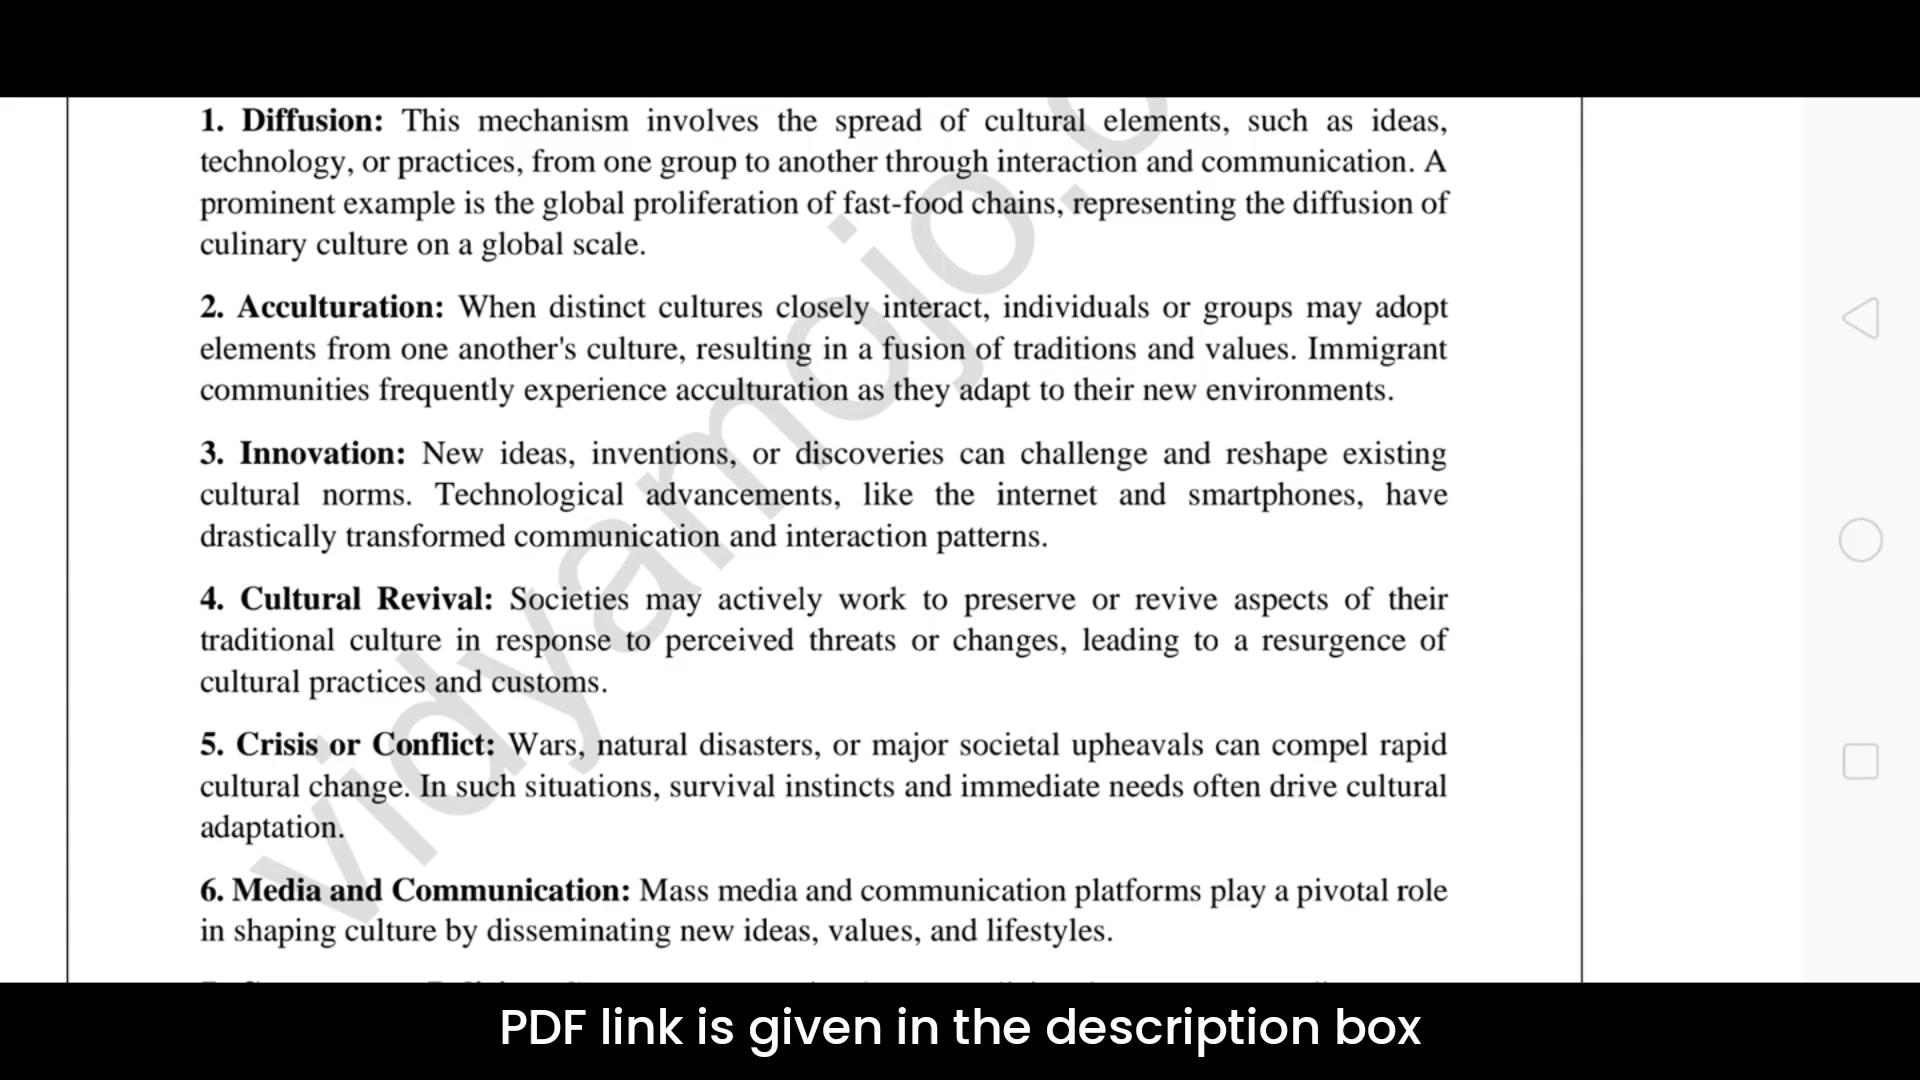 1. Diffusion: This mechanism involves the spread of cultural elements, such as ideas,
technology, or practices, from one group to another through interaction and communication. A
prominent example is the global proliferation of fast-food chains, representing the diffusion of
culinary culture on a global scale.
2. Acculturation: When distinct cultures closely interact, individuals or groups may adopt
elements from one another's culture, resulting in a fusion of traditions and values. Immigrant
communities frequently experience acculturation as they adapt to their new environments.
3. Innovation: New ideas, inventions, or discoveries can challenge and reshape existing
cultural norms. Technological advancements, like the internet and smartphones, have
drastically transformed communication and interaction patterns.
4. Cultural Revival: Societies may actively work to preserve or revive aspects of their
traditional culture in response to perceived threats or changes, leading to a resurgence of
cultural practices and customs.
5. Crisis or Conflict: Wars, natural disasters, or major societal upheavals can compel rapid
cultural change. In such situations, survival instincts and immediate needs often drive cultural
adaptation.
6. Media and Communication: Mass media and communication platforms play a pivotal role
in shaping culture by disseminating new ideas, values, and lifestyles.
vidyamojo.c
PDF link is given in the description box